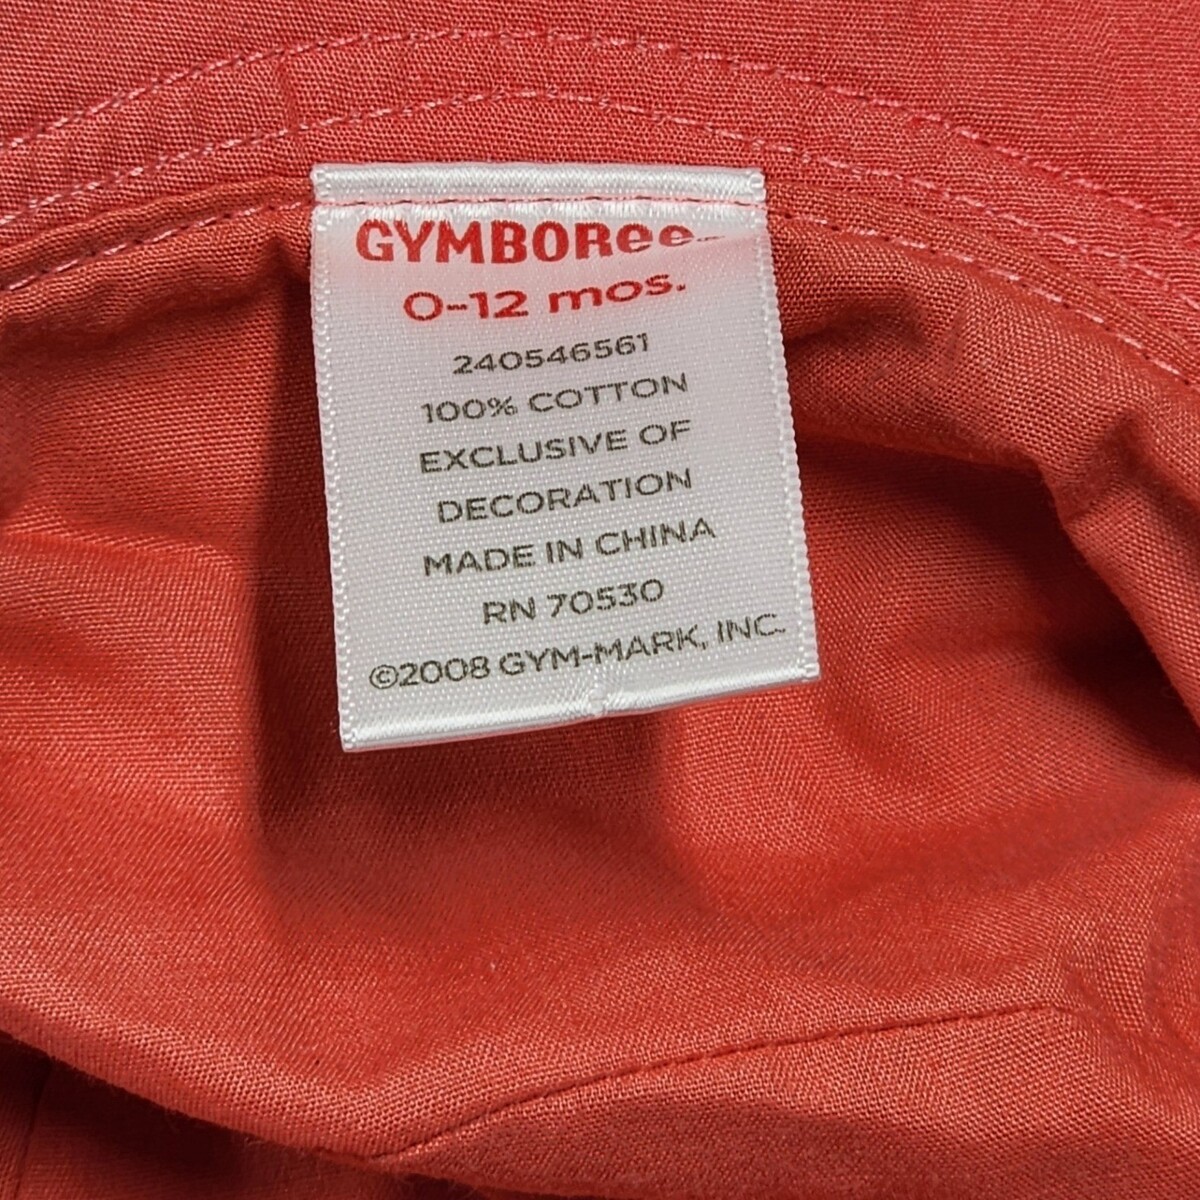 GYMBORee
0-12 mos.
240546561
100% COTTON
EXCLUSIVE OF
DECORATION
MADE IN CHINA
RN 70530
©2008 GYM-MARK, INC.